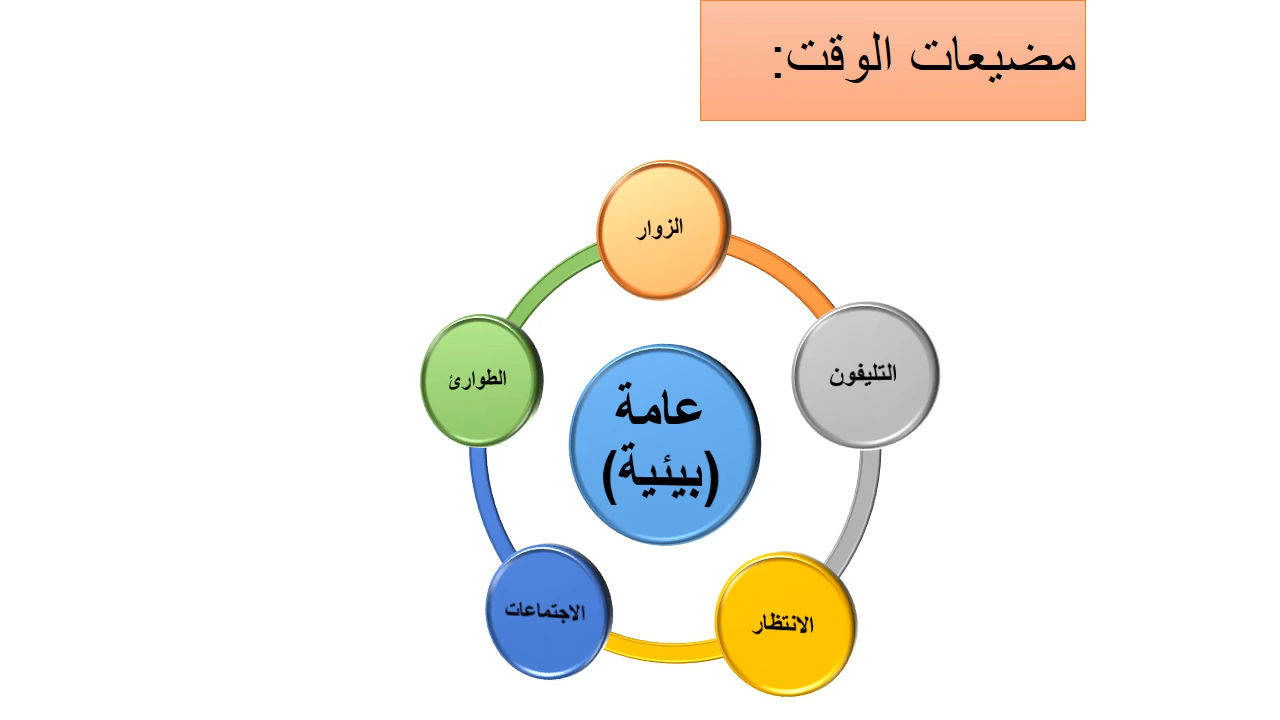 مضيعات الوقت:
الزوار
التليفون
الطوارئ
عامة
(بيئية)
الانتظار
الاجتماعات